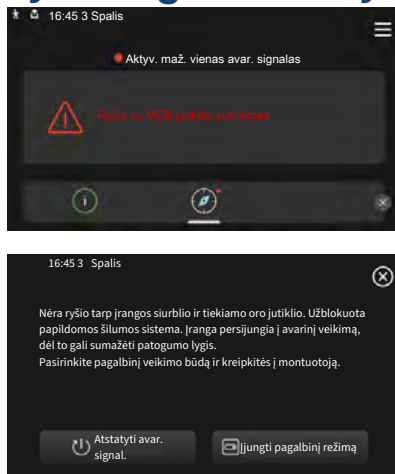 16:45 3 Spalis
Aktyv. maž. vienas avar. signalas
Ryšio su MCB plokšte sutrikimas
16:45 3 Spalis
Nėra ryšio tarp įrangos siurblio ir tiekiamo oro jutiklio. Užblokuota
papildomos šilumos sistema. Įranga persijungia į avarinį veikimą,
dėl to gali sumažėti patogumo lygis.
Pasirinkite pagalbinį veikimo būdą ir kreipkitės į montuotoją.
Atstatyti avar.
signal.
Įjungti pagalbinį režimą